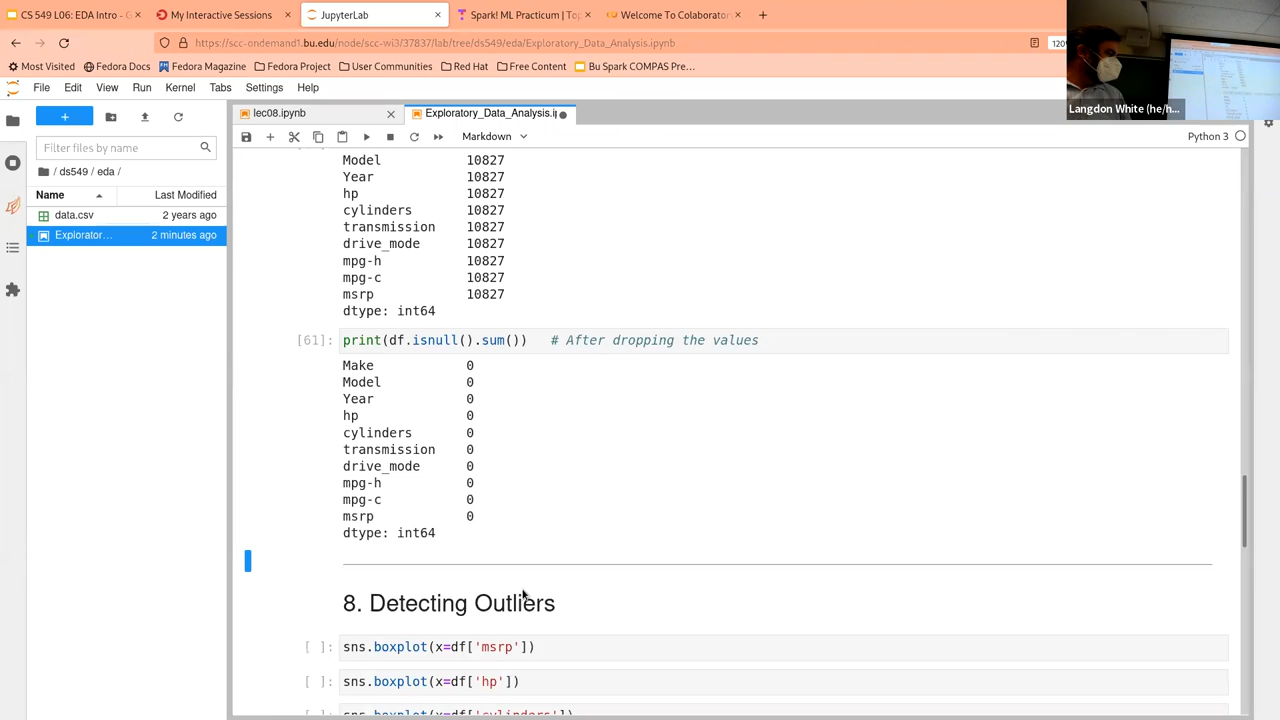 CS 549 L06: EDA Intro - G
My Interactive Sessions
JupyterLab
Spark! ML Practicum | To
Welcome To Colaborator
https://scc-ondemand1.bu.edu/node/scc-wi3/37837/lab/tree/ds549/eda/Exploratory_Data_Analysis.ipynb
120
Most Visited
Fedora Docs
Fedora Magazine
Fedora Project
User Communities
Red Hat
Free Content
Bu Spark COMPAS Pre…
Langdon White (he/h...
File Edit View Run Kernel Tabs Settings Help
lec08.ipynb
Exploratory_Data_Analysis.i
Filter files by name
/ ds549 / eda /
Name
Last Modified
data.csv
2 years ago
Explorator…
2 minutes ago
Markdown
Python 3
Model 10827
Year 10827
hp 10827
cylinders 10827
transmission 10827
drive_mode 10827
mpg-h 10827
mpg-c 10827
msrp 10827
dtype: int64
[61]: print(df.isnull().sum()) # After dropping the values
Make 0
Model 0
Year 0
hp 0
cylinders 0
transmission 0
drive_mode 0
mpg-h 0
mpg-c 0
msrp 0
dtype: int64
8. Detecting Outliers
[ ]: sns.boxplot(x=df['msrp'])
[ ]: sns.boxplot(x=df['hp'])
[ ]: sns.boxplot(x=df['cylinders'])